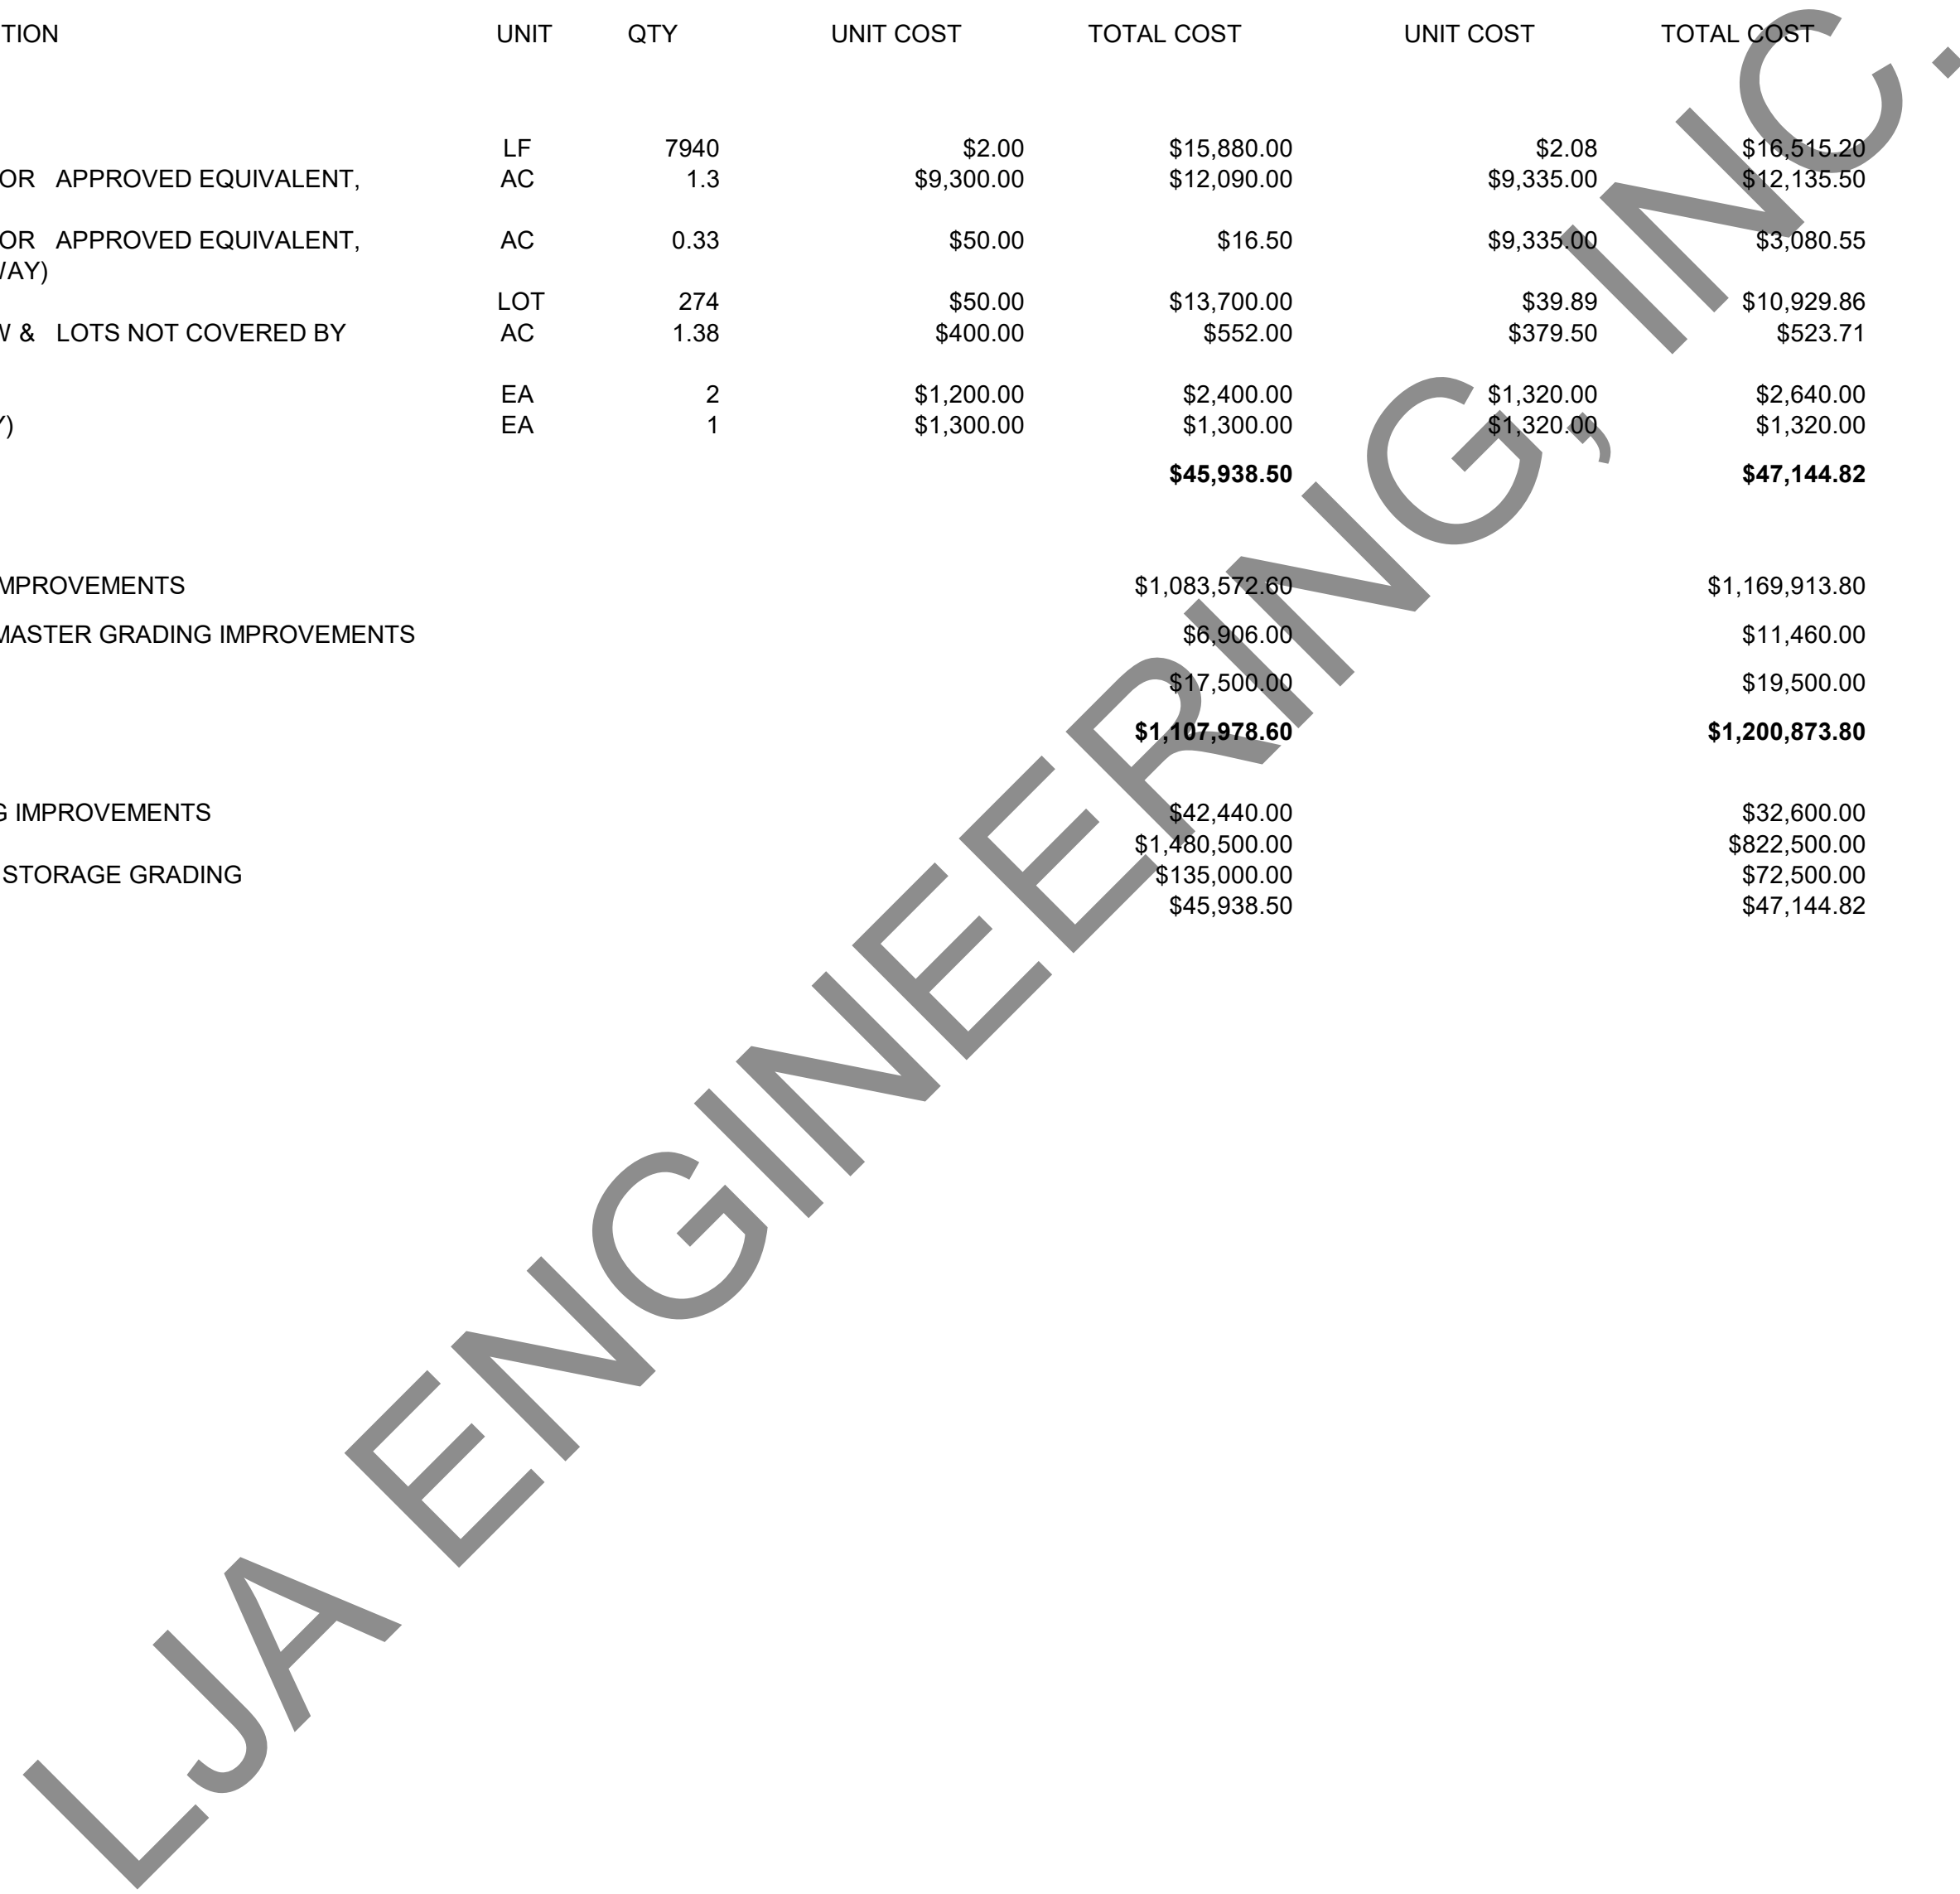 TION UNIT QTY UNIT COST TOTAL COST UNIT COST TOTAL COST
LF 7940 $2.00 $15,880.00 $2.08 $16,515.20
OR APPROVED EQUIVALENT, AC 1.3 $9,300.00 $12,090.00 $9,335.00 $12,135.50
OR APPROVED EQUIVALENT, AC 0.33 $50.00 $16.50 $9,335.00 $3,080.55
WAY)
LOT 274 $50.00 $13,700.00 $39.89 $10,929.86
W & LOTS NOT COVERED BY AC 1.38 $400.00 $552.00 $379.50 $523.71
EA 2 $1,200.00 $2,400.00 $1,320.00 $2,640.00
Y) EA 1 $1,300.00 $1,300.00 $1,320.00 $1,320.00
$45,938.50 $47,144.82
IMPROVEMENTS $1,083,572.60 $1,169,913.80
MASTER GRADING IMPROVEMENTS $6,906.00 $11,460.00
$17,500.00 $19,500.00
$1,107,978.60 $1,200,873.80
G IMPROVEMENTS $42,440.00 $32,600.00
$1,480,500.00 $822,500.00
STORAGE GRADING $135,000.00 $72,500.00
$45,938.50 $47,144.82
LJA ENGINEERING, INC.